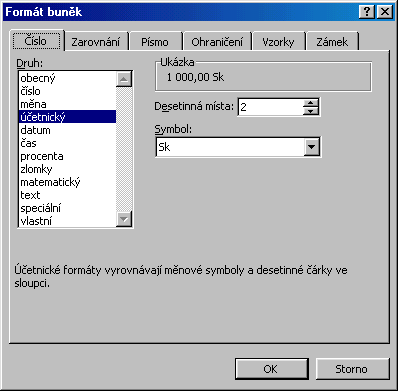 Formát buněk
Číslo Zarovnání Písmo Ohraničení Vzorky Zámek
Druh:
obecný
číslo
měna
účetnický
datum
čas
procenta
zlomky
matematický
text
speciální
vlastní
Ukázka
1 000,00 Sk
Desetinná místa: 2
Symbol:
Sk
Účetnické formáty vyrovnávají měnové symboly a desetinné čárky ve
sloupci.
OK Storno